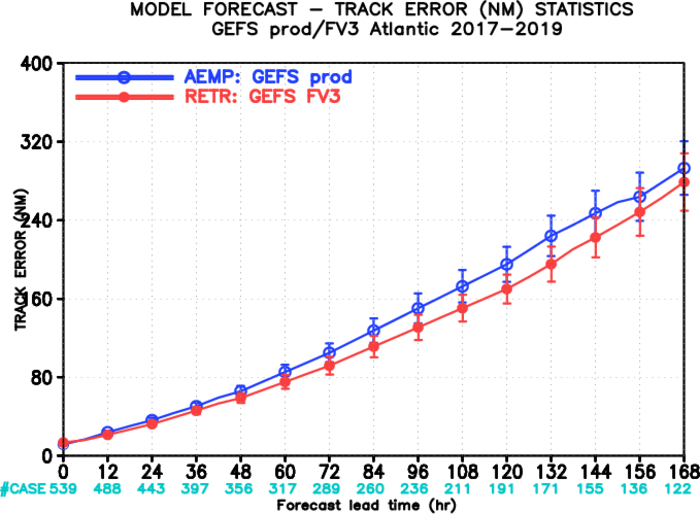 MODEL FORECAST – TRACK ERROR (NM) STATISTICS
GEFS prod/FV3 Atlantic 2017–2019
400
320
240
160
80
0
TRACK ERROR (NM)
AEMP: GEFS prod
RETR: GEFS FV3
0 12 24 36 48 60 72 84 96 108 120 132 144 156 168
#CASE 539 488 443 397 356 317 289 260 236 211 191 171 155 136 122
Forecast lead time (hr)